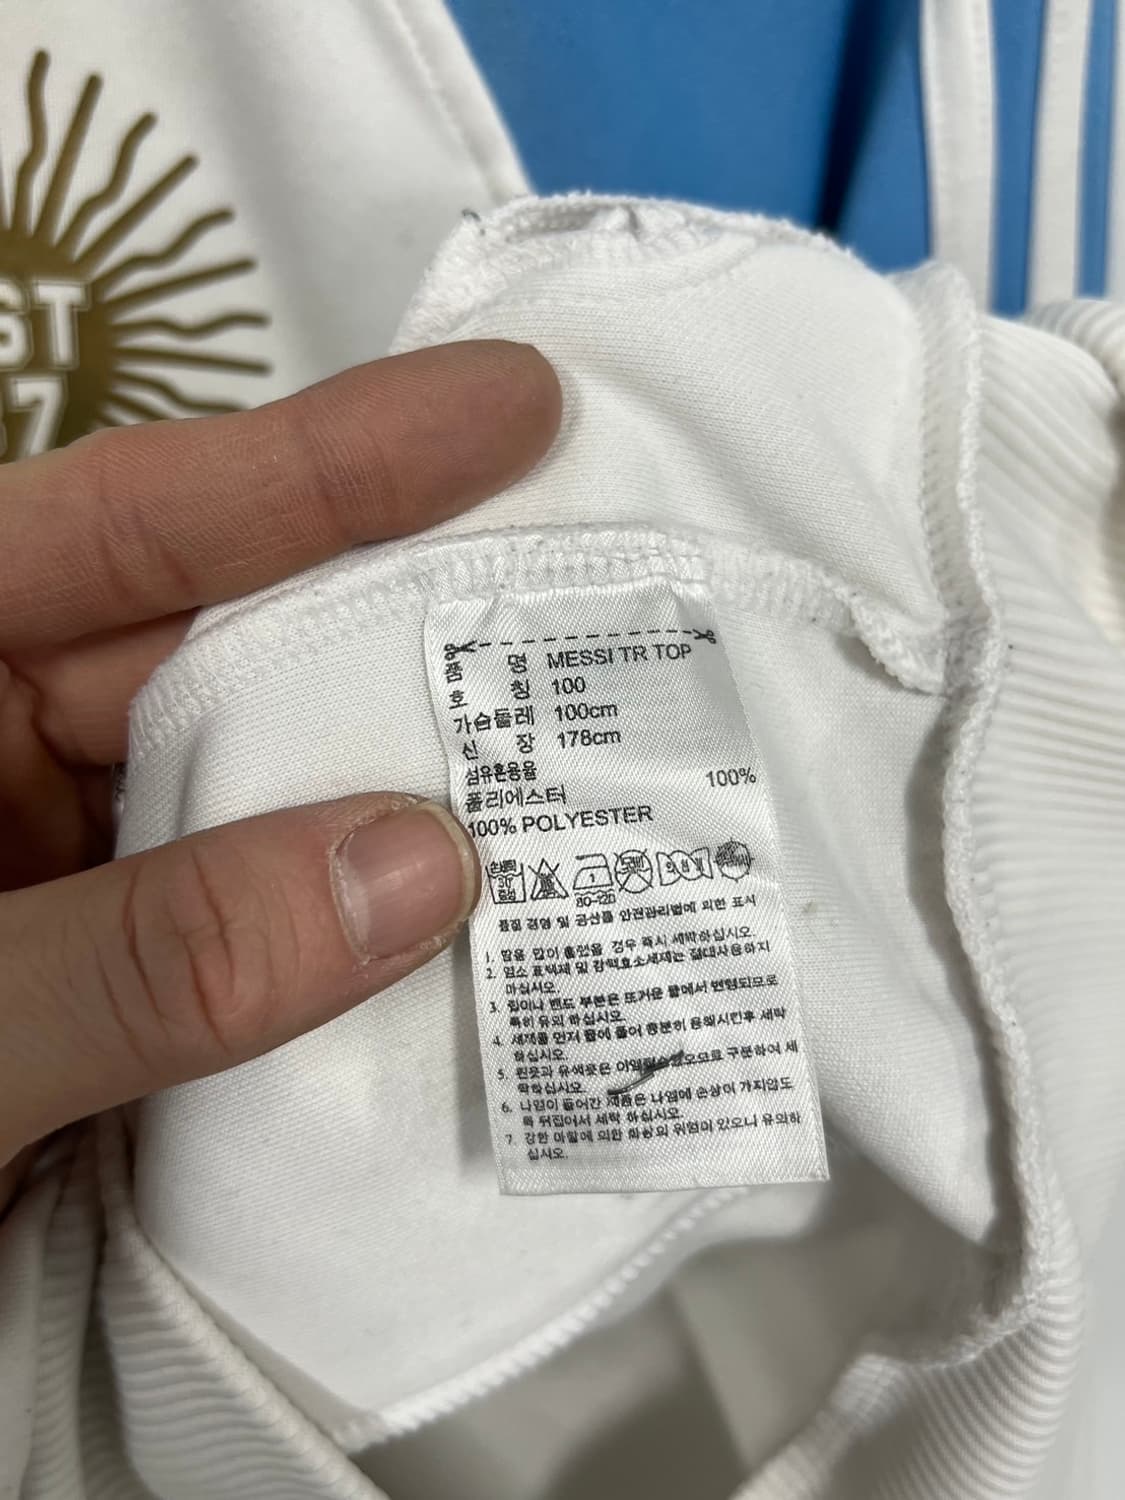 ST
37
품 명 MESSI TR TOP
호 칭 100
가슴둘레 100cm
신 장 178cm
섬유혼용율
폴리에스터 100%
100% POLYESTER
80-120
품질 경영 및 공산품 안전관리법에 의한 표시
1. 땀을 많이 흘렸을 경우 즉시 세탁하십시오.
2. 염소 표백제 및 강력효소세제는 절대사용하지
마십시오.
3. 립이나 밴드 부분은 뜨거운 물에서 변형되므로
특히 유의 하십시오.
4. 세제를 먼저 물에 풀어 충분히 용해시킨후 세탁
하십시오.
5. 흰옷과 유색옷은 구분하여 세
탁하십시오.
6. 나염이 들어간 제품은 나염에 손상이 가지않도
록 뒤집어서 세탁 하십시오.
7. 강한 마찰에 의한 화상의 위험이 있으니 유의하
십시오.